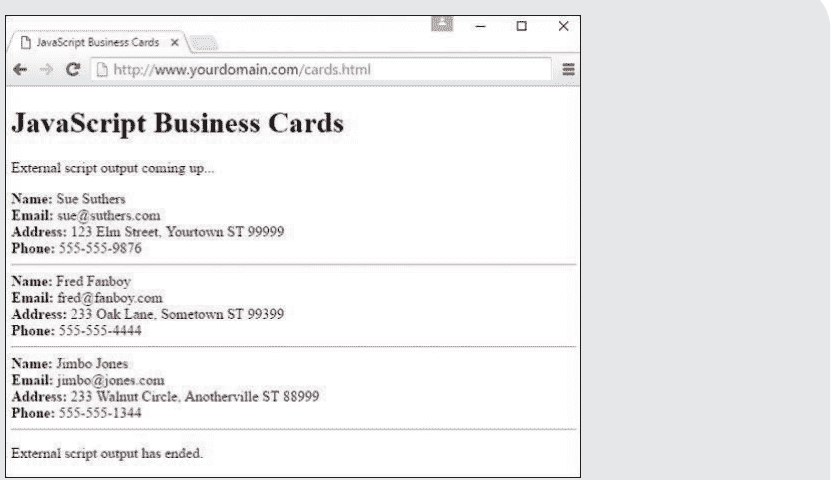 JavaScript Business Cards
http://www.yourdomain.com/cards.html
JavaScript Business Cards
External script output coming up...
Name: Sue Suthers
Email: sue@suthers.com
Address: 123 Elm Street, Yourtown ST 99999
Phone: 555-555-9876
Name: Fred Fanboy
Email: fred@fanboy.com
Address: 233 Oak Lane, Sometown ST 99399
Phone: 555-555-4444
Name: Jimbo Jones
Email: jimbo@jones.com
Address: 233 Walnut Circle, Anotherville ST 88999
Phone: 555-555-1344
External script output has ended.